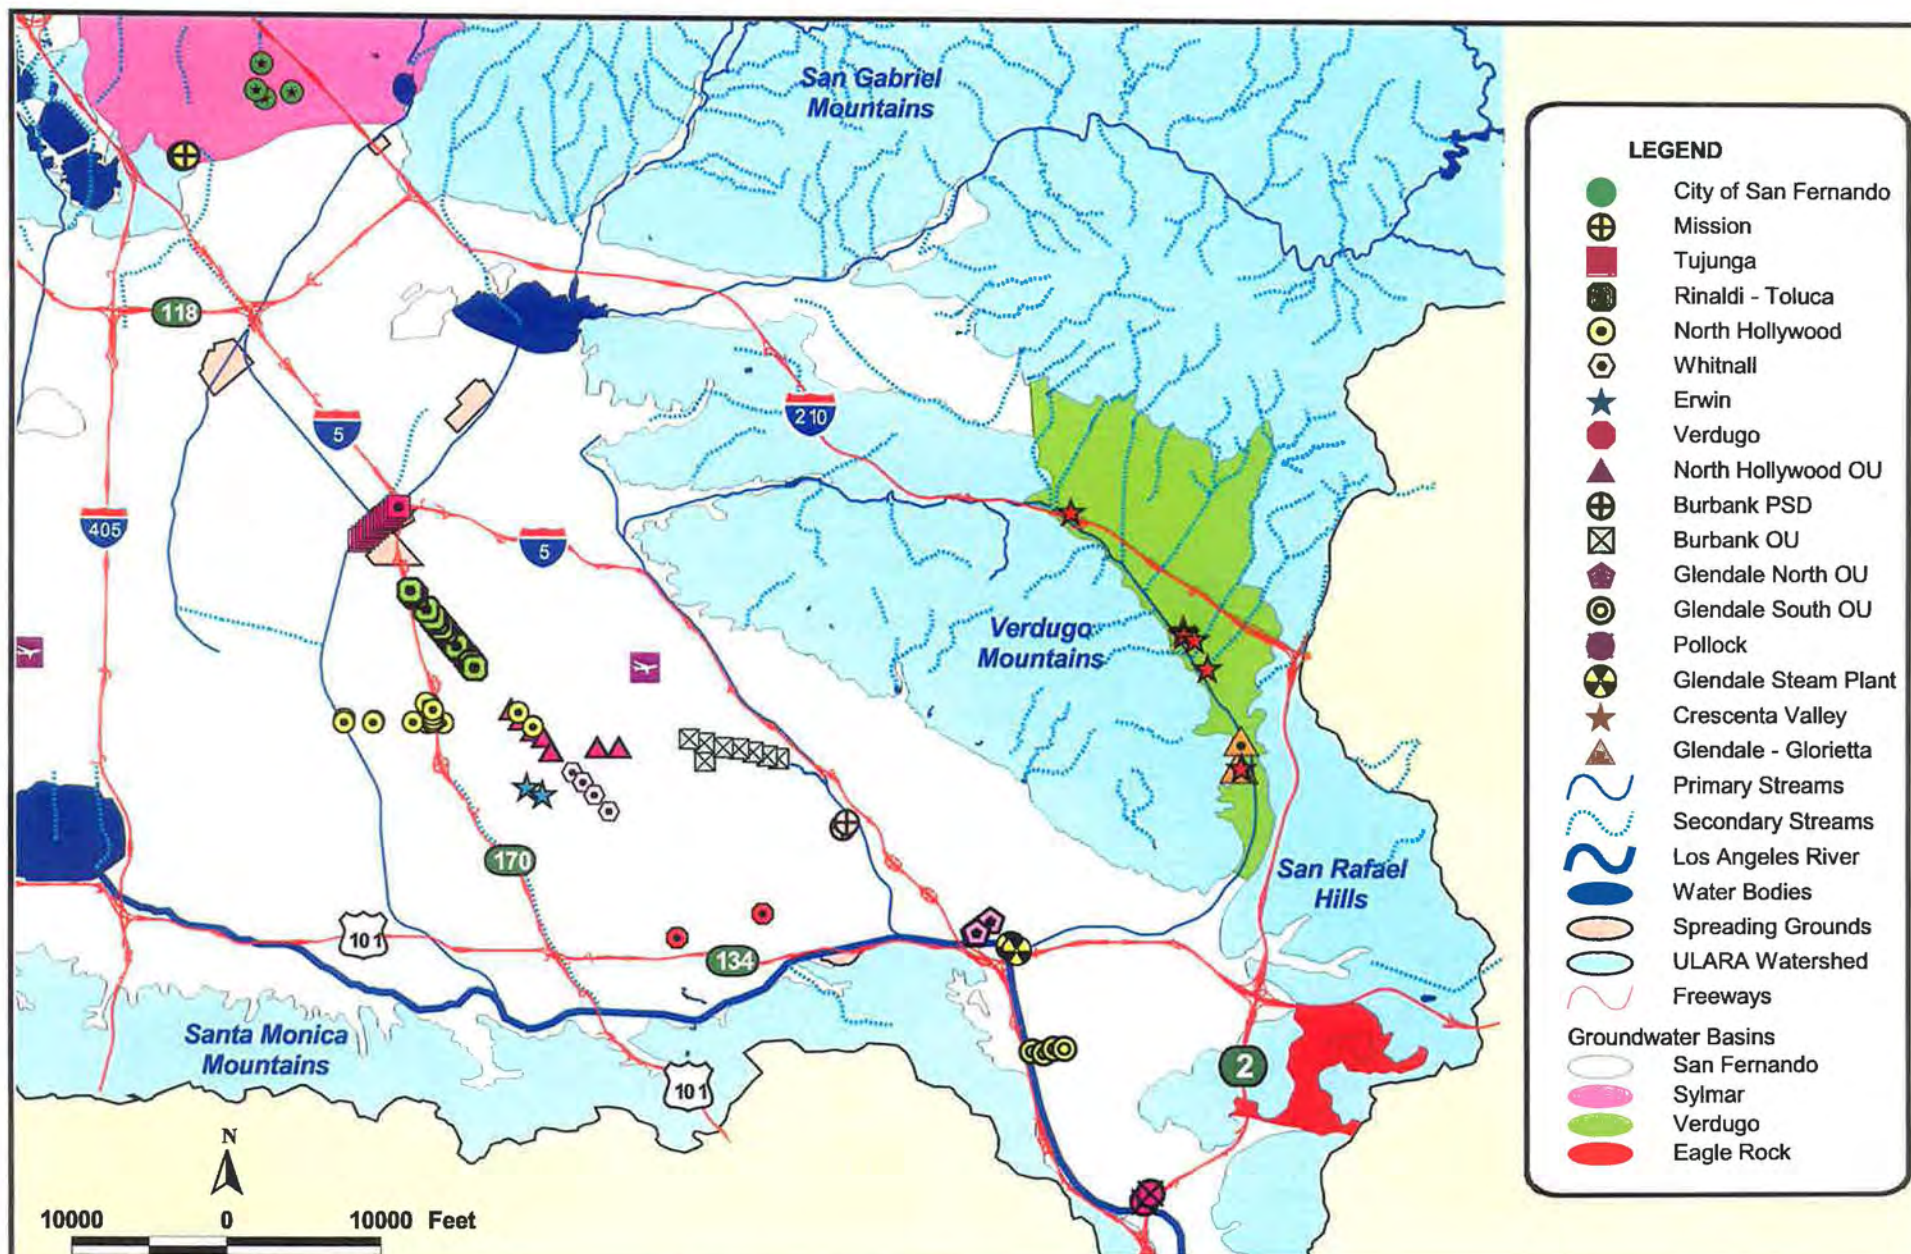 San Gabriel
Mountains
118
5
210
405
5
Verdugo
Mountains
170
San Rafael
Hills
101
134
Santa Monica
Mountains
101
2
N
10000 0 10000 Feet
LEGEND
City of San Fernando
Mission
Tujunga
Rinaldi - Toluca
North Hollywood
Whitnall
Erwin
Verdugo
North Hollywood OU
Burbank PSD
Burbank OU
Glendale North OU
Glendale South OU
Pollock
Glendale Steam Plant
Crescenta Valley
Glendale - Glorietta
Primary Streams
Secondary Streams
Los Angeles River
Water Bodies
Spreading Grounds
ULARA Watershed
Freeways
Groundwater Basins
San Fernando
Sylmar
Verdugo
Eagle Rock